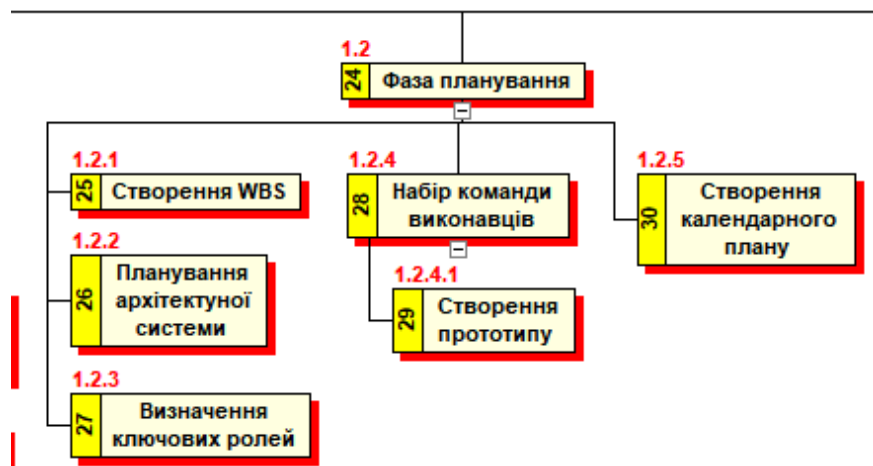 1.2
24
Фаза планування
1.2.1
25
Створення WBS
1.2.2
26
Планування
архітектуної
системи
1.2.3
27
Визначення
ключових ролей
1.2.4
28
Набір команди
виконавців
1.2.4.1
29
Створення
прототипу
1.2.5
30
Створення
календарного
плану